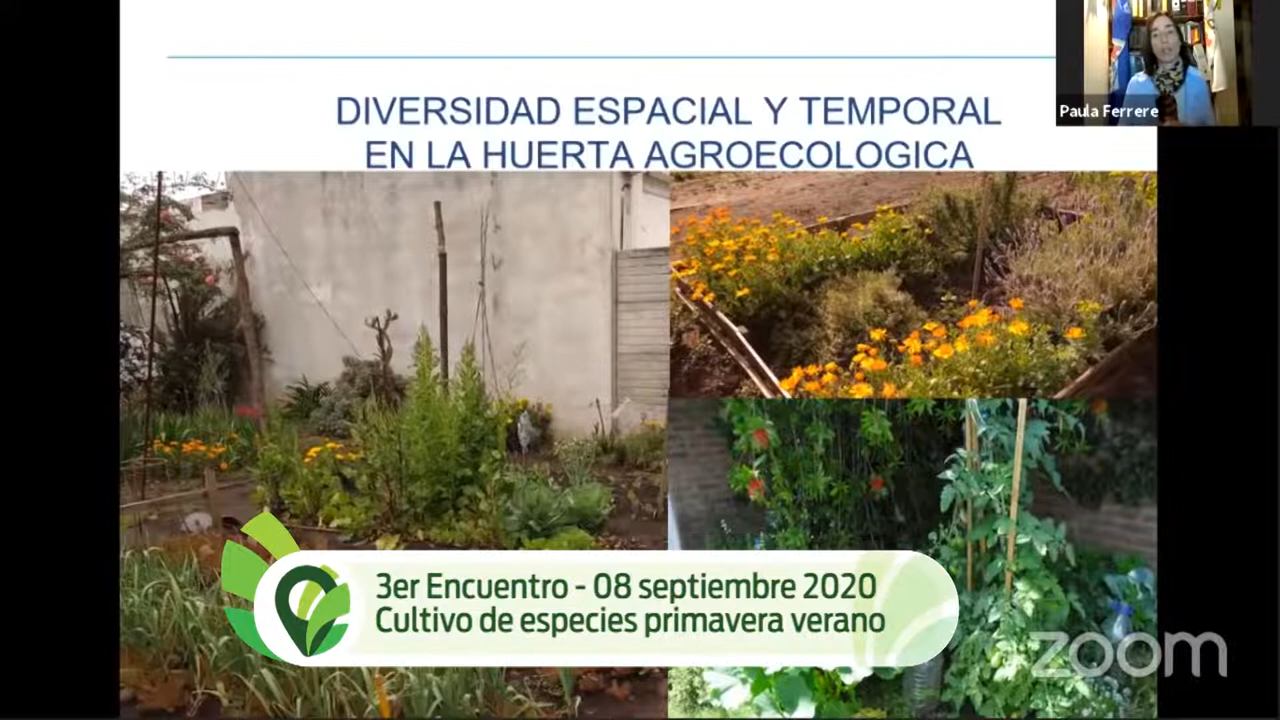 DIVERSIDAD ESPACIAL Y TEMPORAL
EN LA HUERTA AGROECOLOGICA
Paula Ferrere
3er Encuentro - 08 septiembre 2020
Cultivo de especies primavera verano
zoom